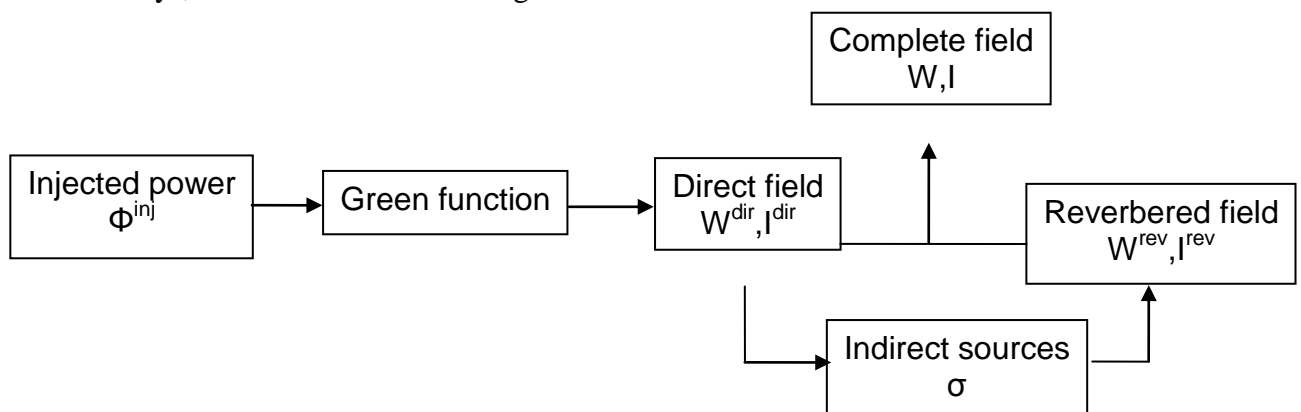 Complete field
W,I
Injected power
Φ^inj
Green function
Direct field
W^dir,I^dir
Reverbered field
W^rev,I^rev
Indirect sources
σ